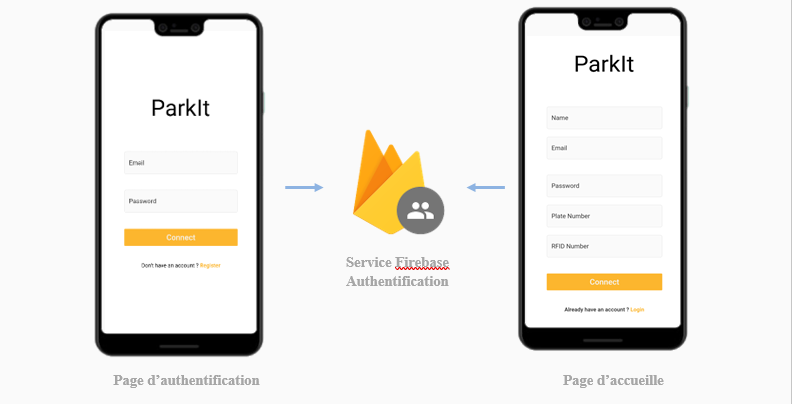 ParkIt
Email
Password
Connect
Don't have an account ? Register
Page d'authentification
Service Firebase
Authentification
ParkIt
Name
Email
Password
Plate Number
RFID Number
Connect
Already have an account ? Login
Page d'accueille